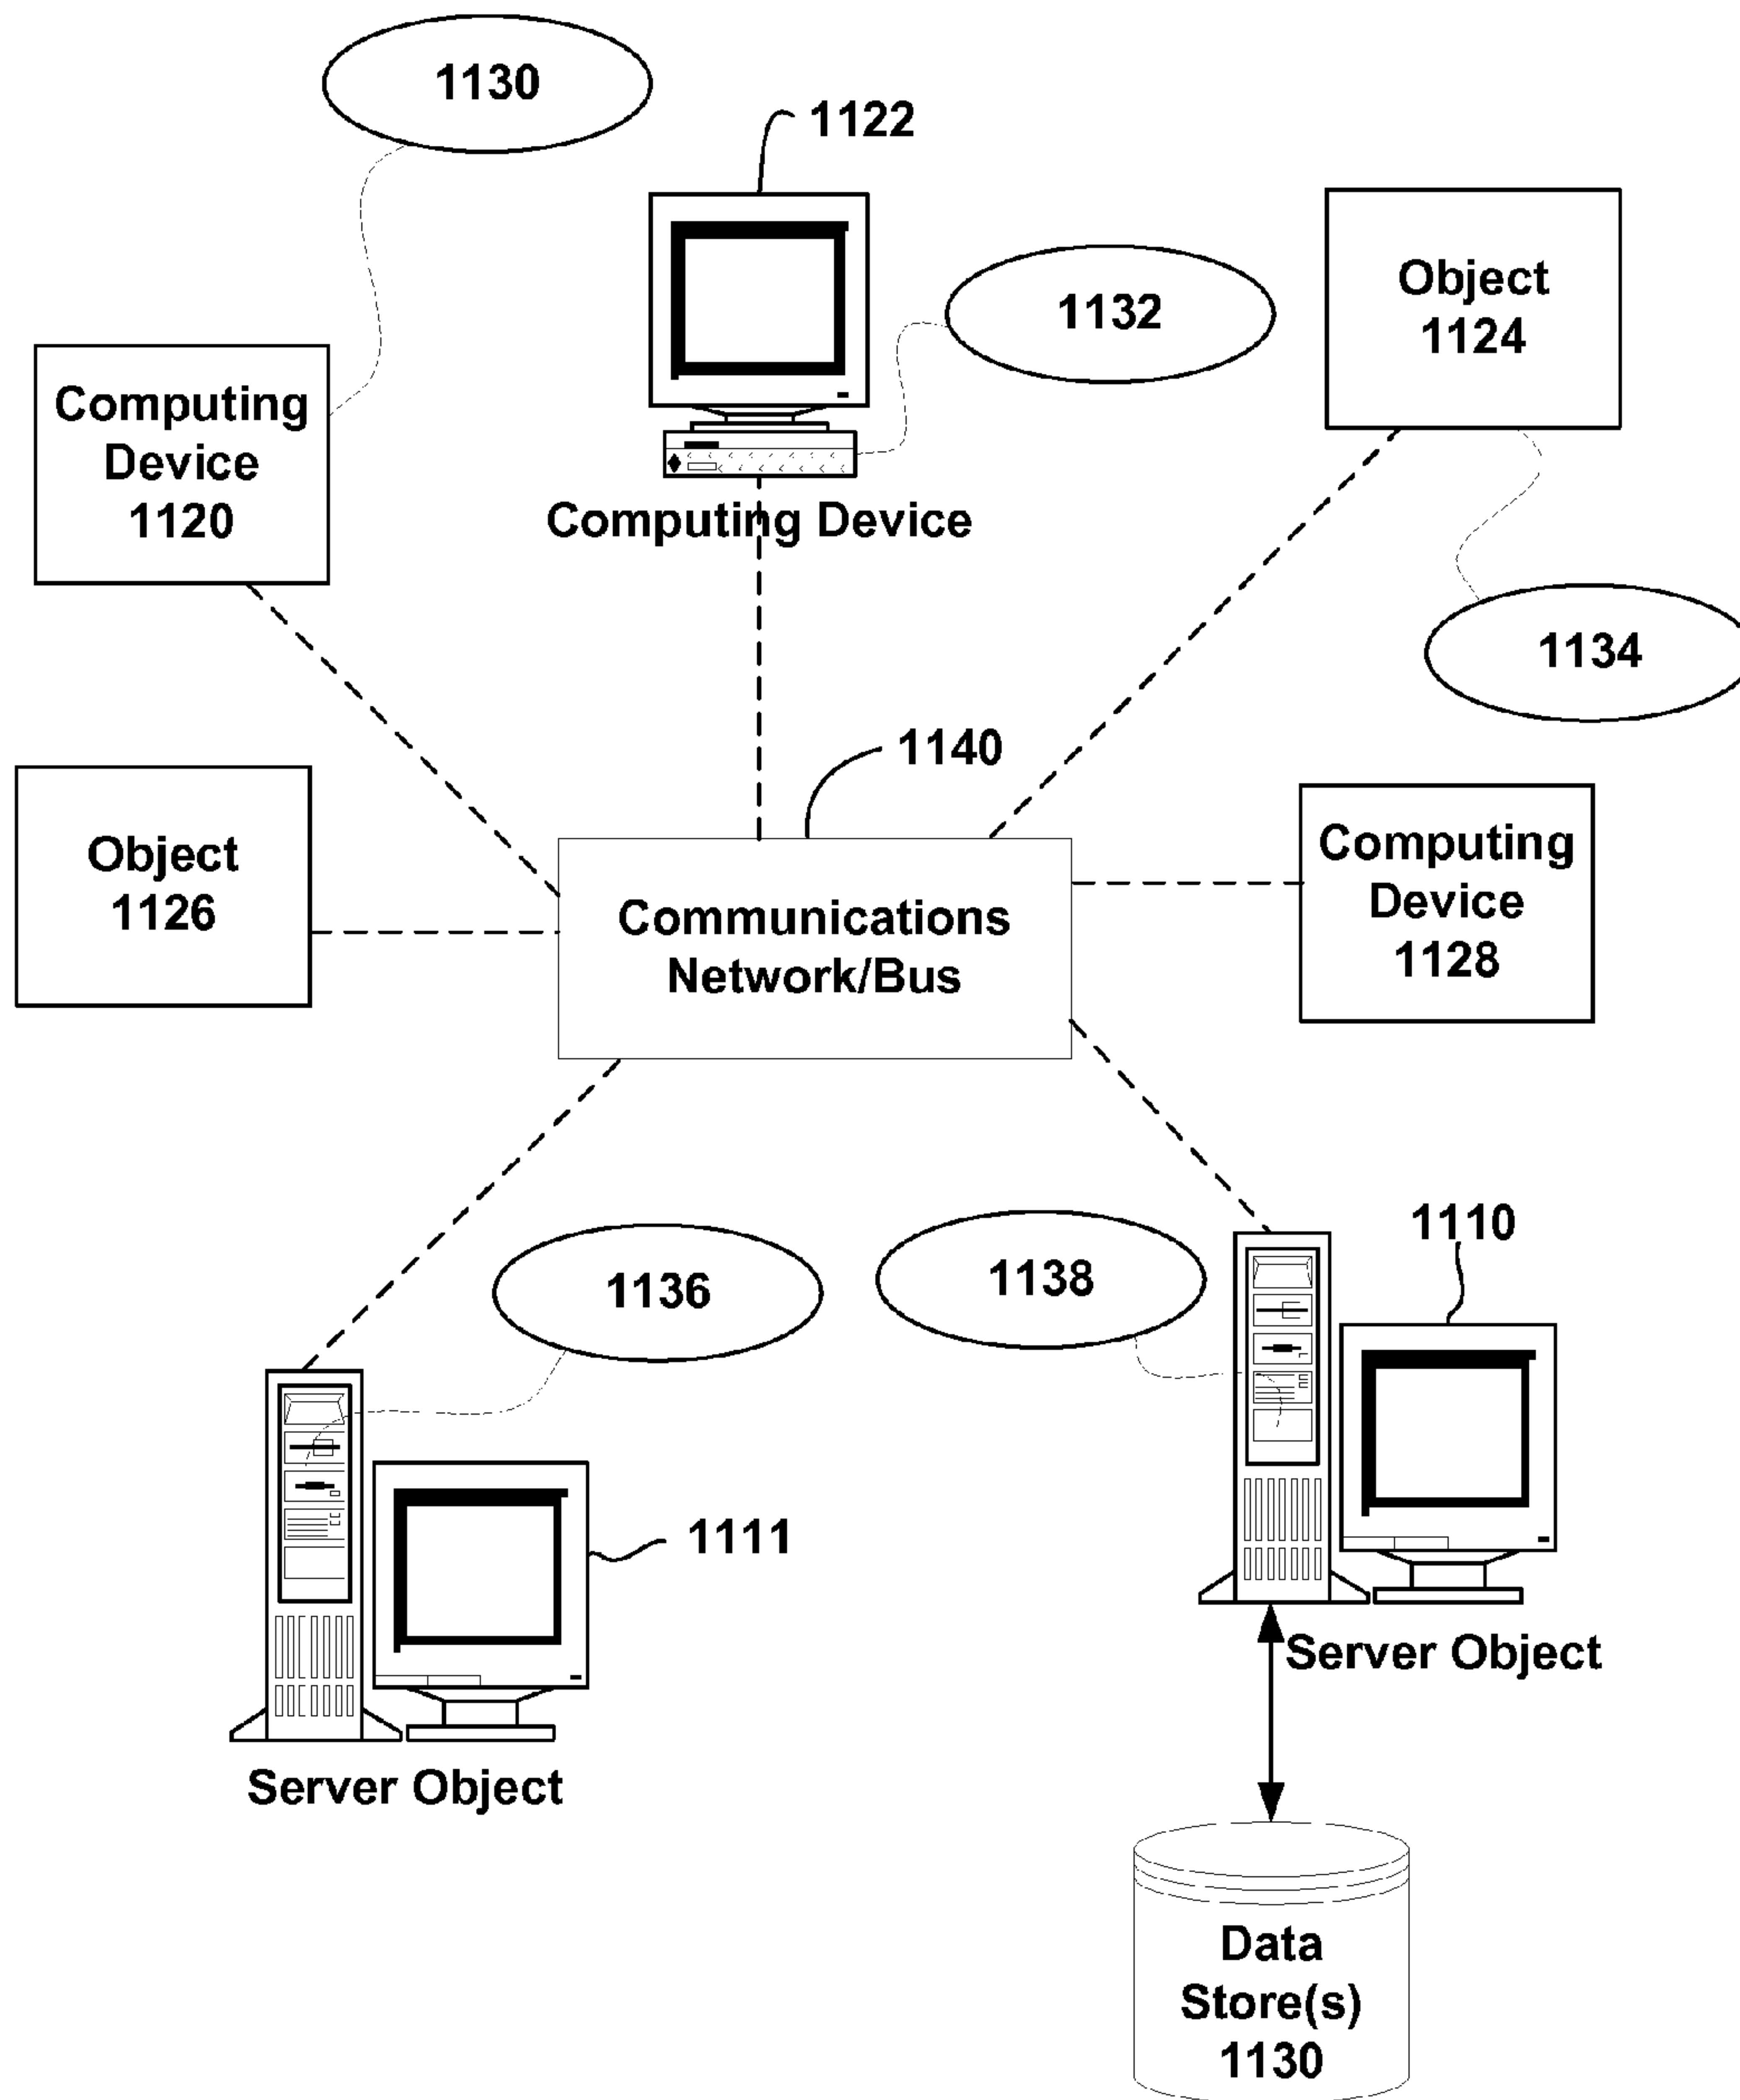 1130
1122
1132
Object
1124
Computing
Device
1120
Computing Device
1134
1140
Object
1126
Computing
Device
1128
Communications
Network/Bus
1110
1136
1138
1111
Server Object
Server Object
Data
Store(s)
1130